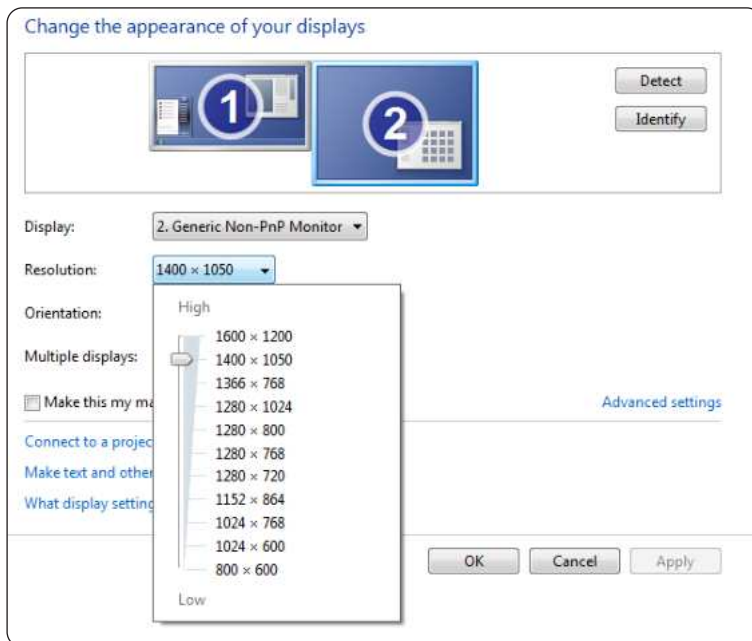 Change the appearance of your displays
1
2
Detect
Identify
Display:
2. Generic Non-PnP Monitor
Resolution:
1400 × 1050
Orientation:
Multiple displays:
High
1600 × 1200
1400 × 1050
1366 × 768
1280 × 1024
1280 × 800
1280 × 768
1280 × 720
1152 × 864
1024 × 768
1024 × 600
800 × 600
Low
Make this my ma
Advanced settings
Connect to a projec
Make text and other
What display setting
OK
Cancel
Apply